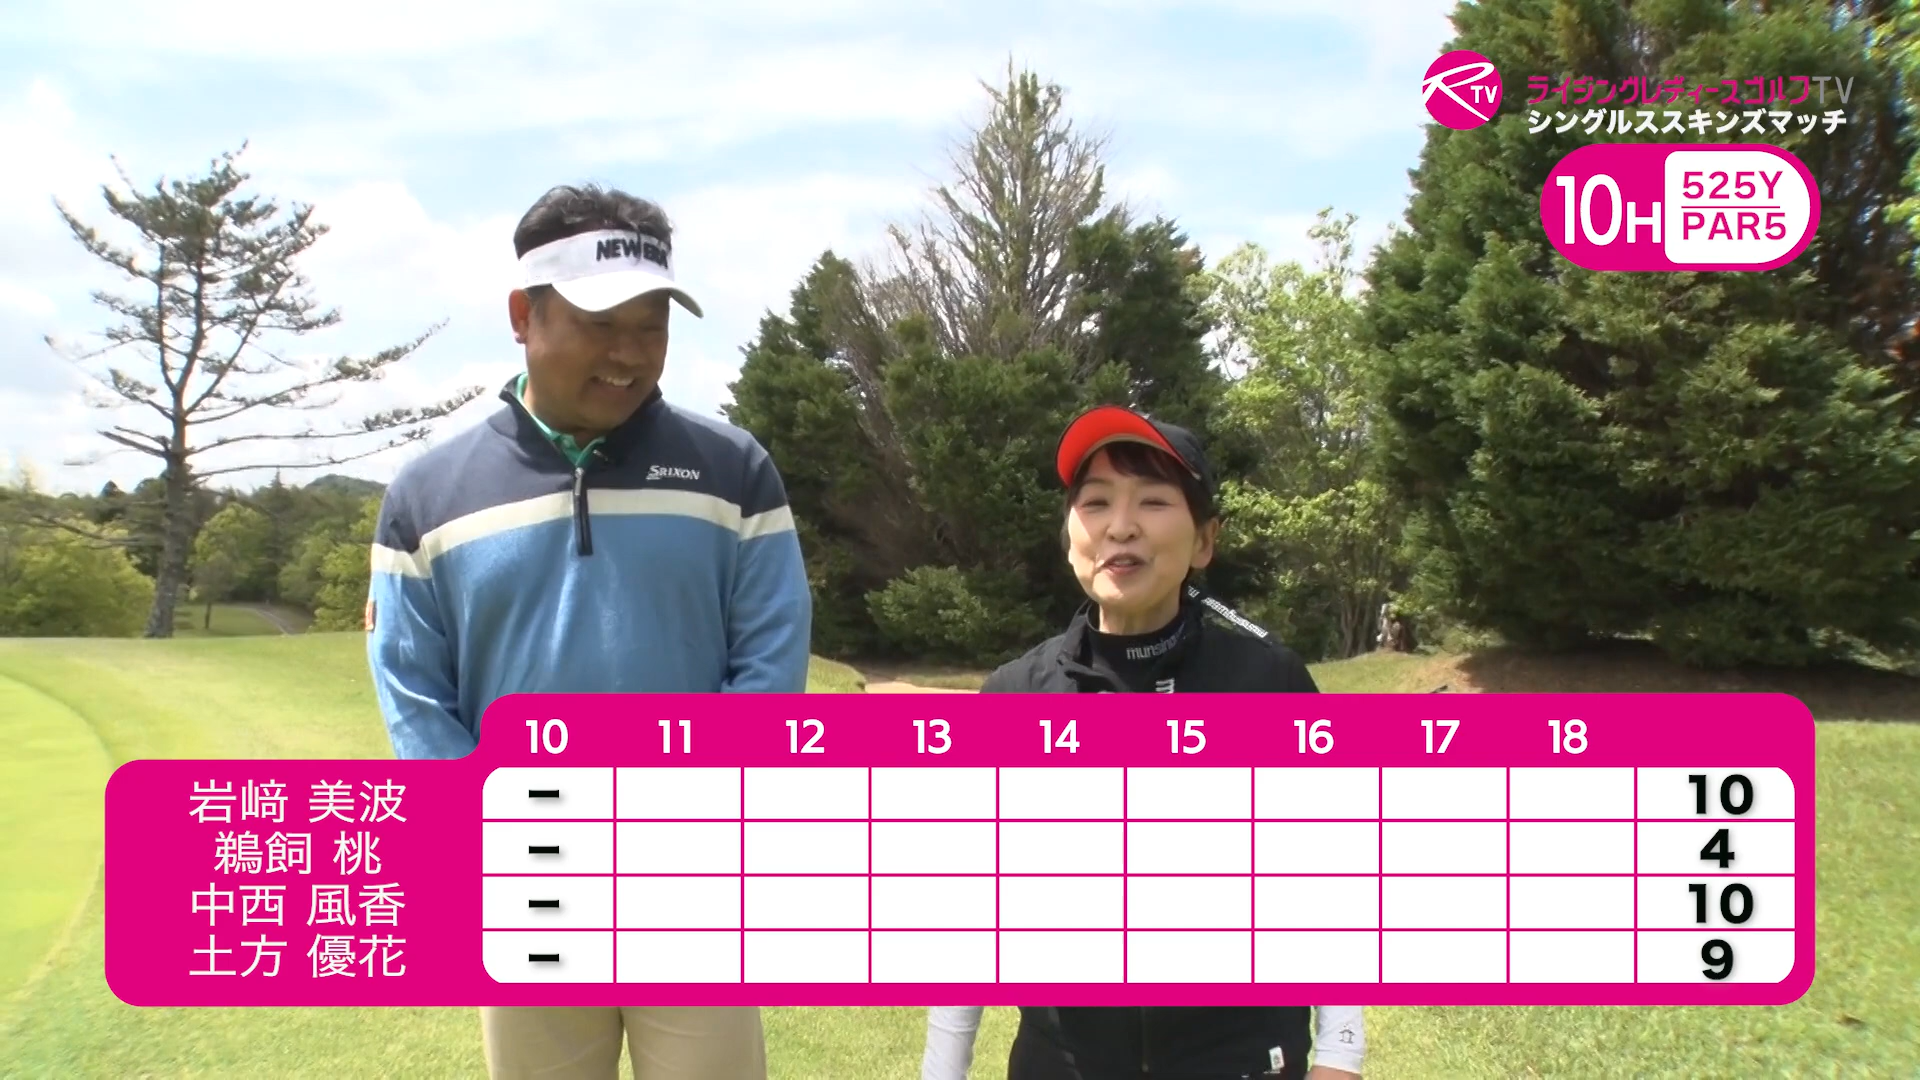 R TV
ライジングレディースゴルフTV
シングルススキンズマッチ
10H 525Y
PAR5
NEW ERA
SRIXON
munsing
10 11 12 13 14 15 16 17 18
岩﨑 美波 - 10
鵜飼 桃 - 4
中西 風香 - 10
土方 優花 - 9